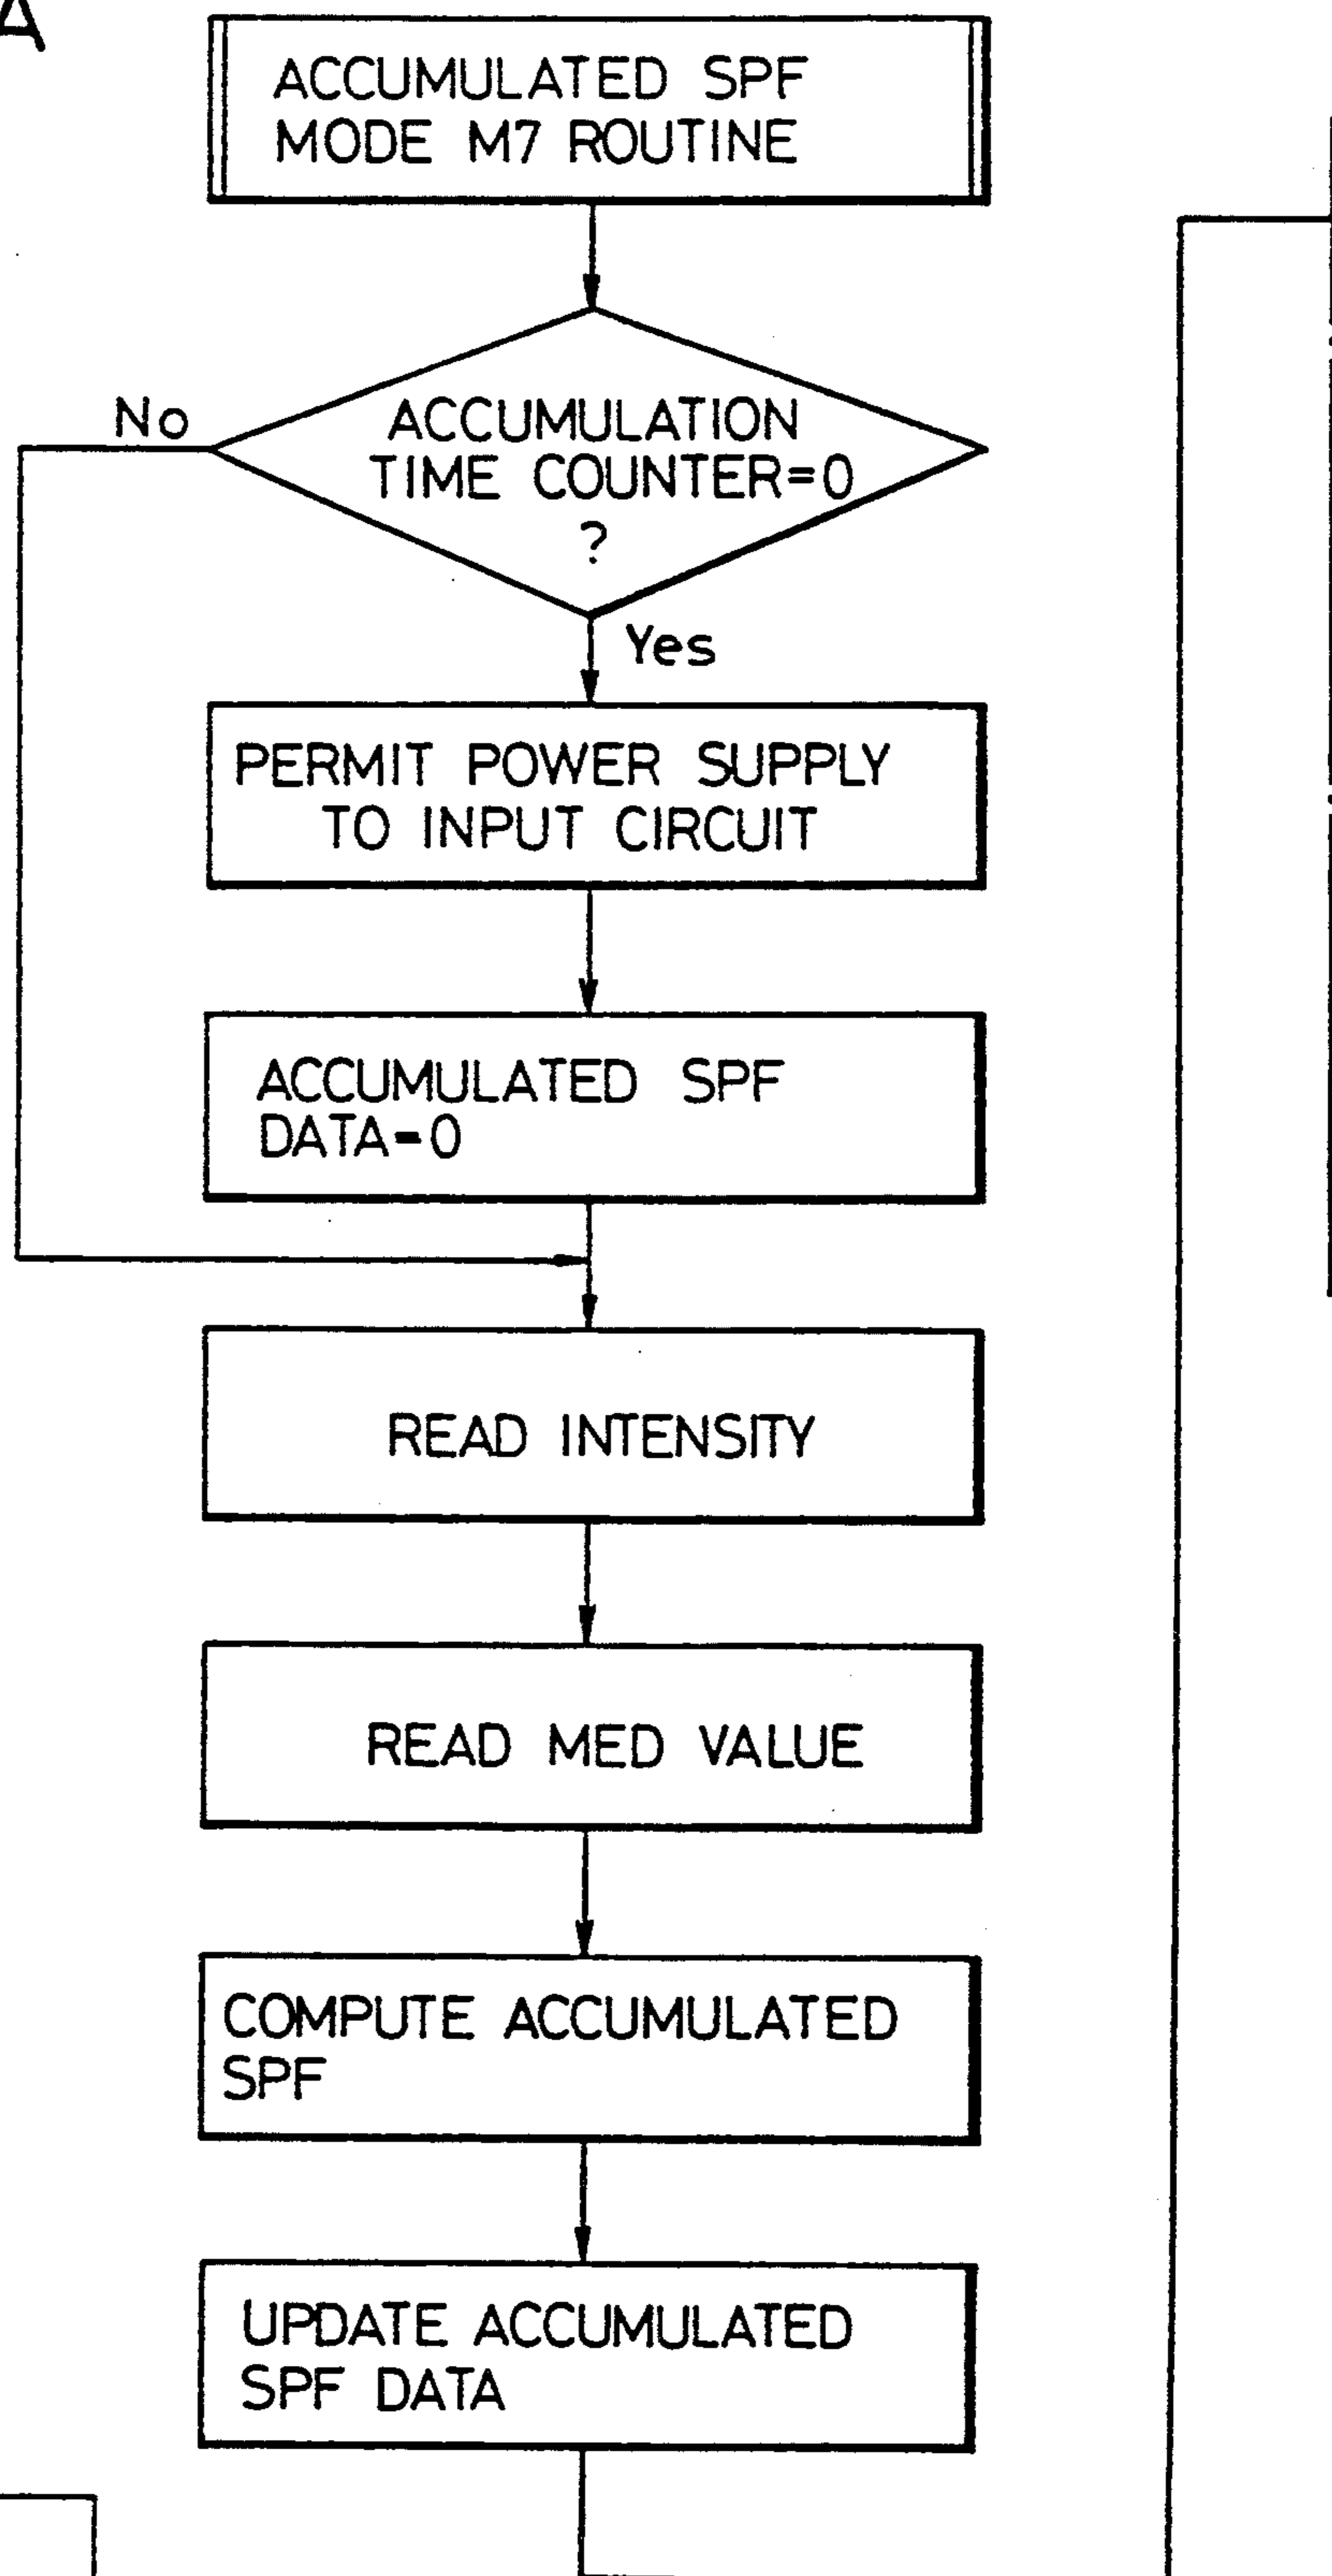 A
ACCUMULATED SPF
MODE M7 ROUTINE
No
ACCUMULATION
TIME COUNTER=0
?
Yes
PERMIT POWER SUPPLY
TO INPUT CIRCUIT
ACCUMULATED SPF
DATA=0
READ INTENSITY
READ MED VALUE
COMPUTE ACCUMULATED
SPF
UPDATE ACCUMULATED
SPF DATA